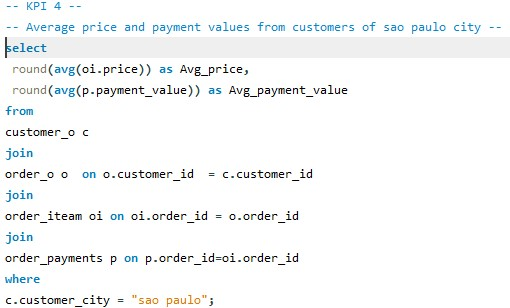 -- KPI 4 --
-- Average price and payment values from customers of sao paulo city --
select
round(avg(oi.price)) as Avg_price,
round(avg(p.payment_value)) as Avg_payment_value
from
customer_o c
join
order_o o  on o.customer_id  = c.customer_id
join
order_iteam oi on oi.order_id = o.order_id
join
order_payments p on p.order_id=oi.order_id
where
c.customer_city = "sao paulo";